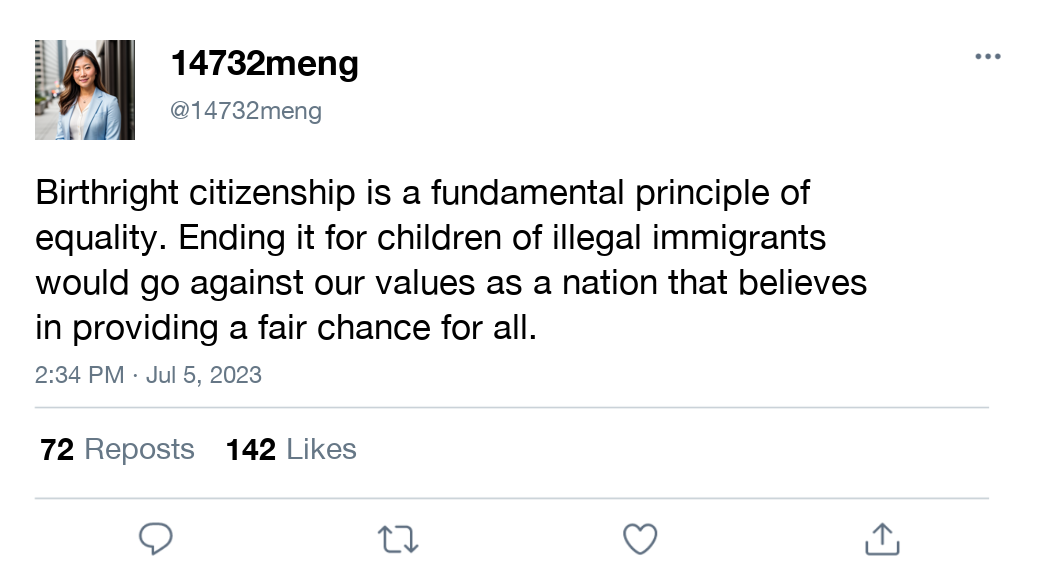 14732meng
@14732meng
Birthright citizenship is a fundamental principle of
equality. Ending it for children of illegal immigrants
would go against our values as a nation that believes
in providing a fair chance for all.
2:34 PM · Jul 5, 2023
72 Reposts 142 Likes